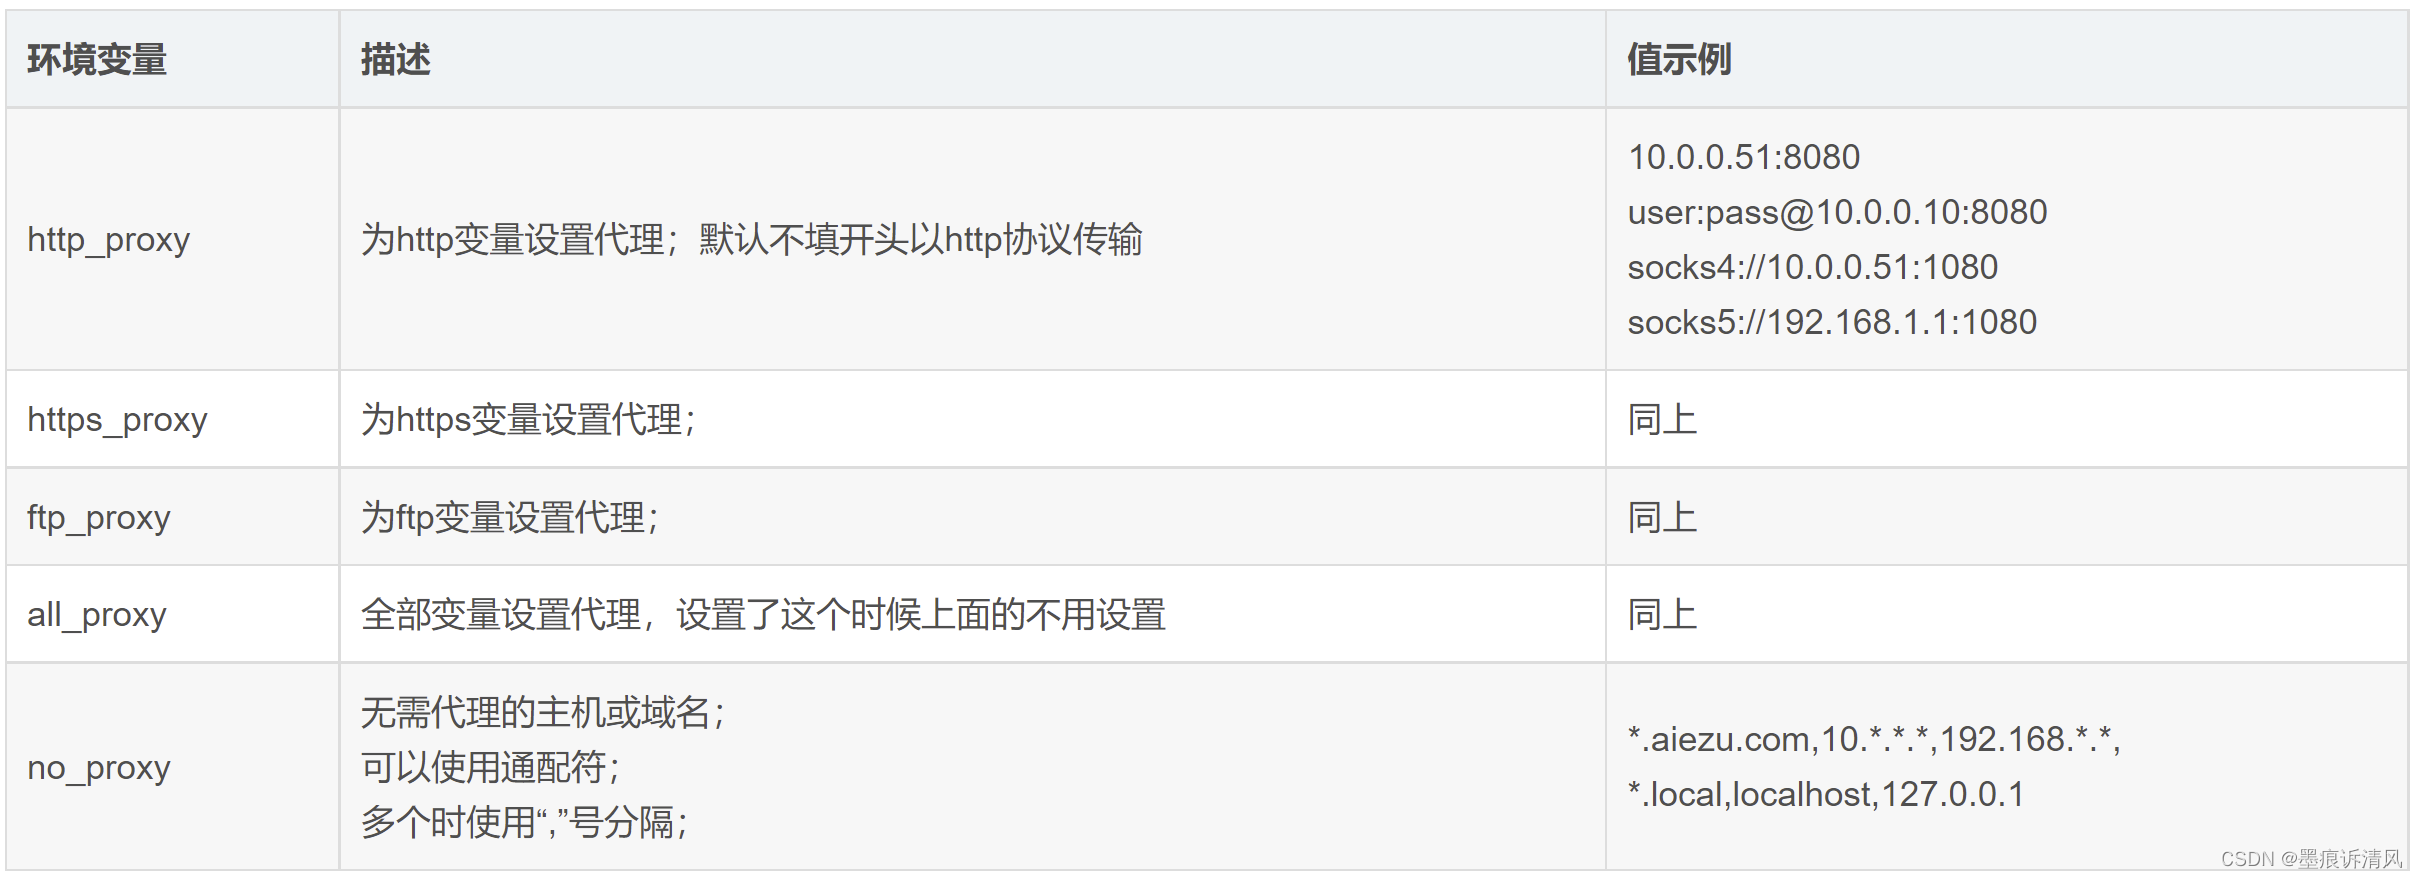 环境变量 描述 值示例
http_proxy 为http变量设置代理；默认不填开头以http协议传输
10.0.0.51:8080
user:pass@10.0.0.10:8080
socks4://10.0.0.51:1080
socks5://192.168.1.1:1080
https_proxy 为https变量设置代理； 同上
ftp_proxy 为ftp变量设置代理； 同上
all_proxy 全部变量设置代理，设置了这个时候上面的不用设置 同上
no_proxy
无需代理的主机或域名；
可以使用通配符；
多个时使用“,”号分隔；
*.aiezu.com,10.*.*.*,192.168.*.*,
*.local,localhost,127.0.0.1
CSDN @墨痕诉清风